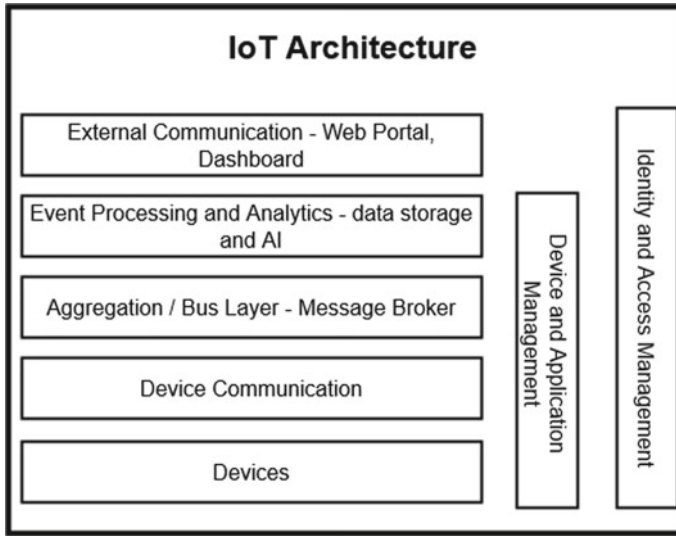 IoT Architecture
External Communication - Web Portal,
Dashboard
Event Processing and Analytics - data storage
and AI
Aggregation / Bus Layer - Message Broker
Device Communication
Devices
Device and Application
Management
Identity and Access Management